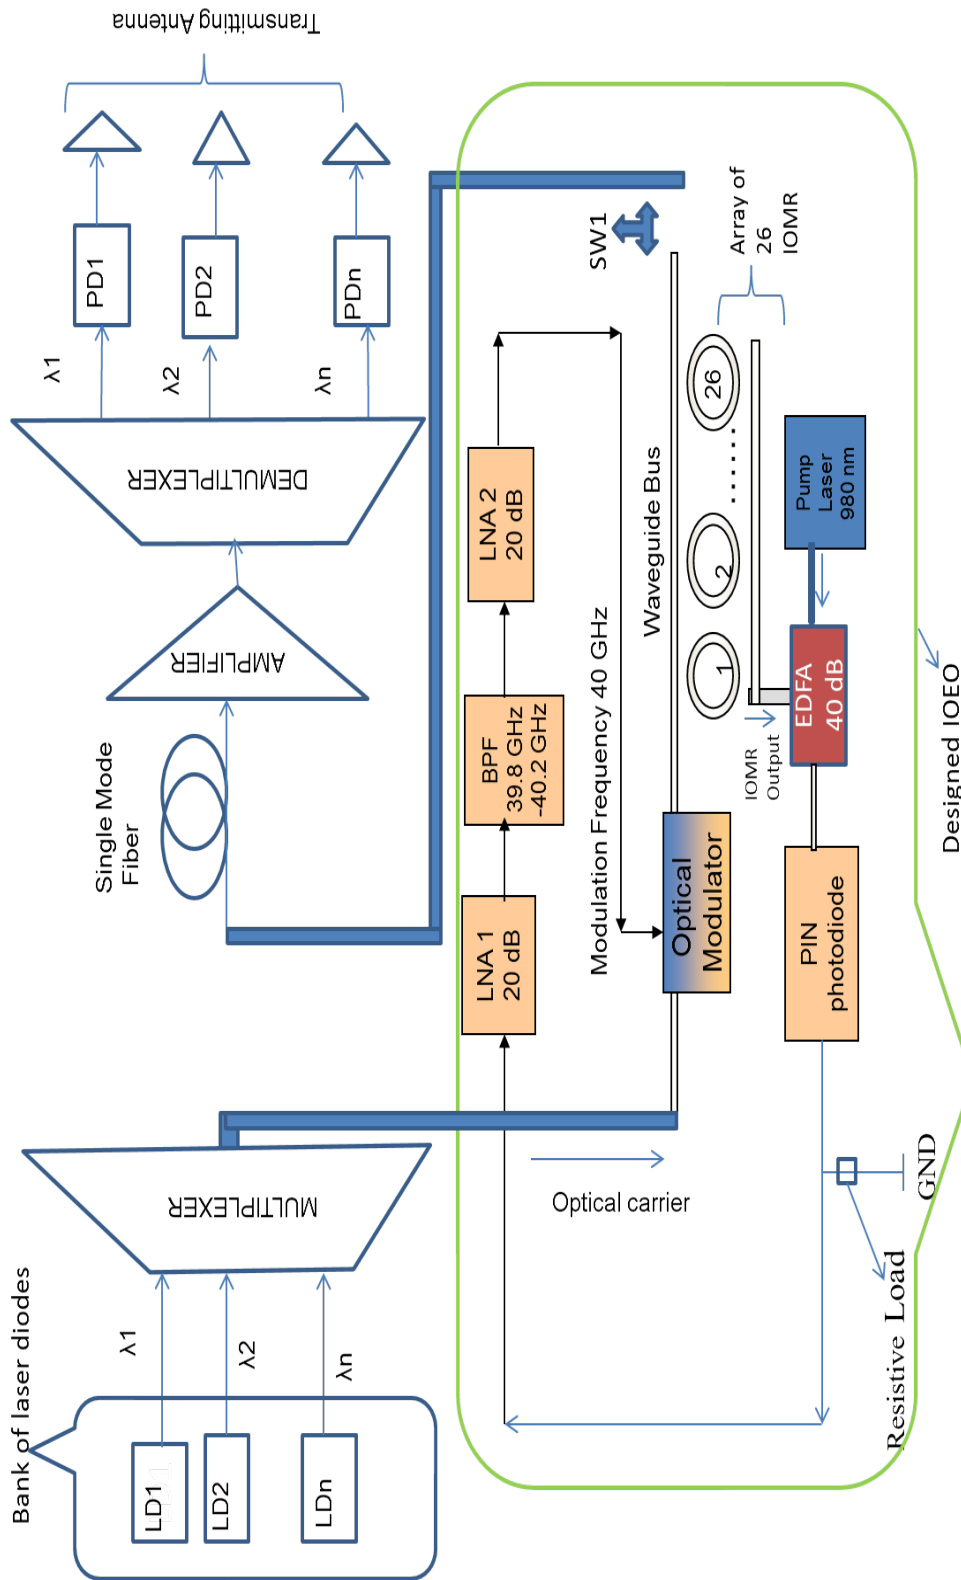 Bank of laser diodes
LD1
LD2
LDn
λ1
λ2
λn
MULTIPLEXER
Optical carrier
Single Mode
Fiber
AMPLIFIER
DEMULTIPLEXER
λ1
λ2
λn
PD1
PD2
PDn
Transmitting Antenna
LNA 1
20 dB
BPF
39.8 GHz
-40.2 GHz
LNA 2
20 dB
Modulation Frequency 40 GHz
Optical
Modulator
Waveguide Bus
SW1
1
2
......
26
Array of
26
IOMR
IOMR
Output
PIN
photodiode
EDFA
40 dB
Pump
Laser
980 nm
GND
Resistive Load
Designed IOEO